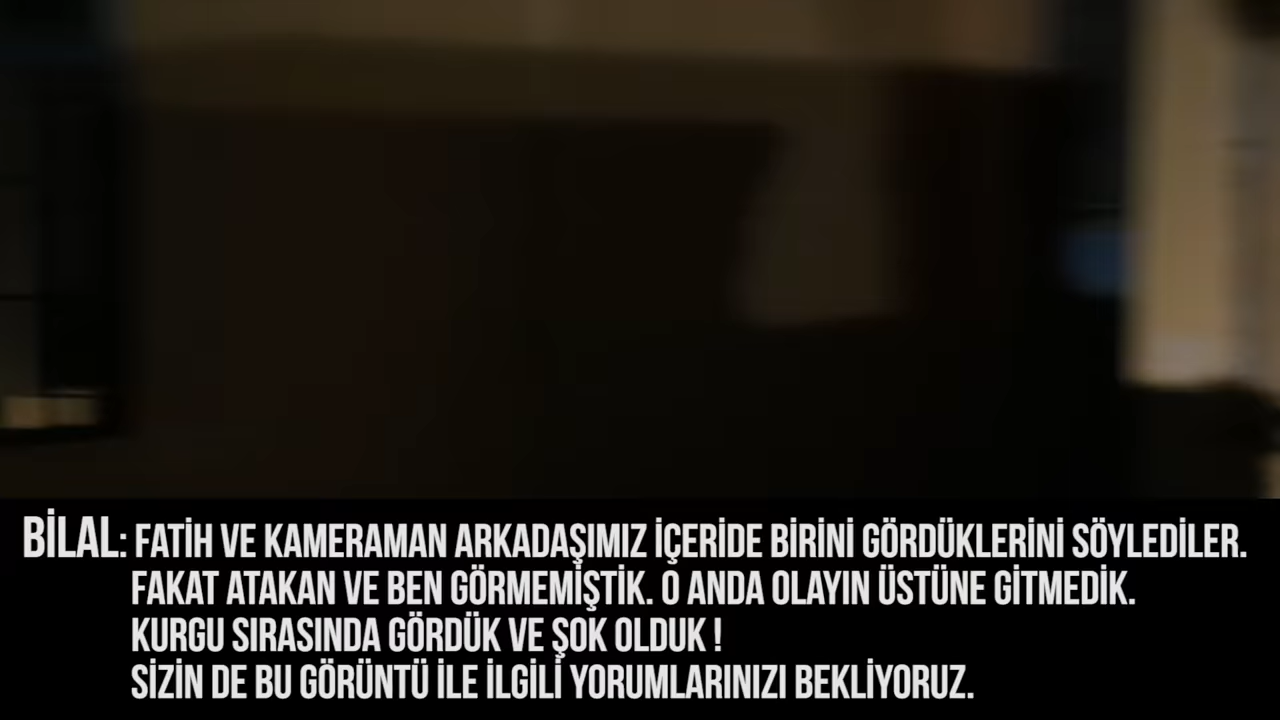 BİLAL: FATİH VE KAMERAMAN ARKADAŞIMIZ İÇERİDE BİRİNİ GÖRDÜKLERİNİ SÖYLEDİLER.
FAKAT ATAKAN VE BEN GÖRMEMİŞTİK. O ANDA OLAYIN ÜSTÜNE GİTMEDİK.
KURGU SIRASINDA GÖRDÜK VE ŞOK OLDUK !
SİZİN DE BU GÖRÜNTÜ İLE İLGİLİ YORUMLARINIZI BEKLİYORUZ.